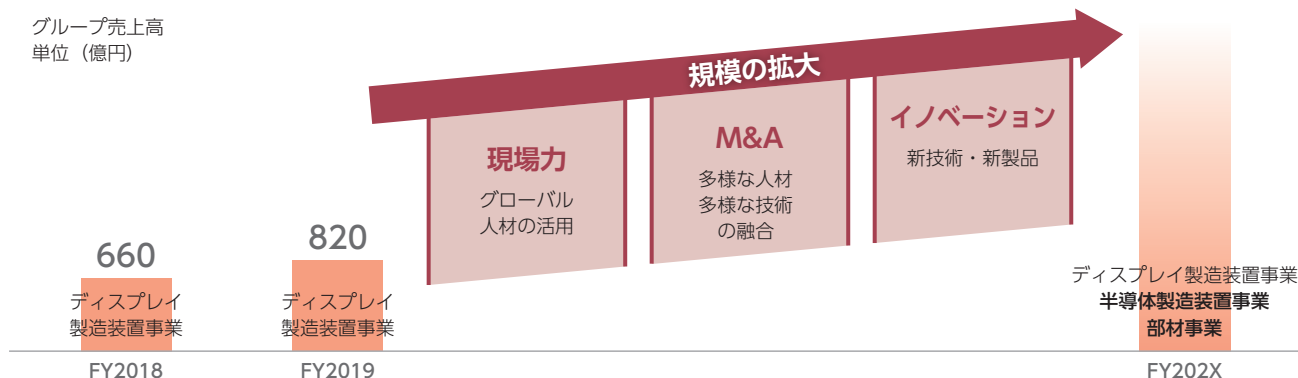 グループ売上高
単位（億円）
規模の拡大
現場力
グローバル
人材の活用
M&A
多様な人材
多様な技術
の融合
イノベーション
新技術・新製品
660
ディスプレイ
製造装置事業
FY2018
820
ディスプレイ
製造装置事業
FY2019
ディスプレイ製造装置事業
半導体製造装置事業
部材事業
FY202X